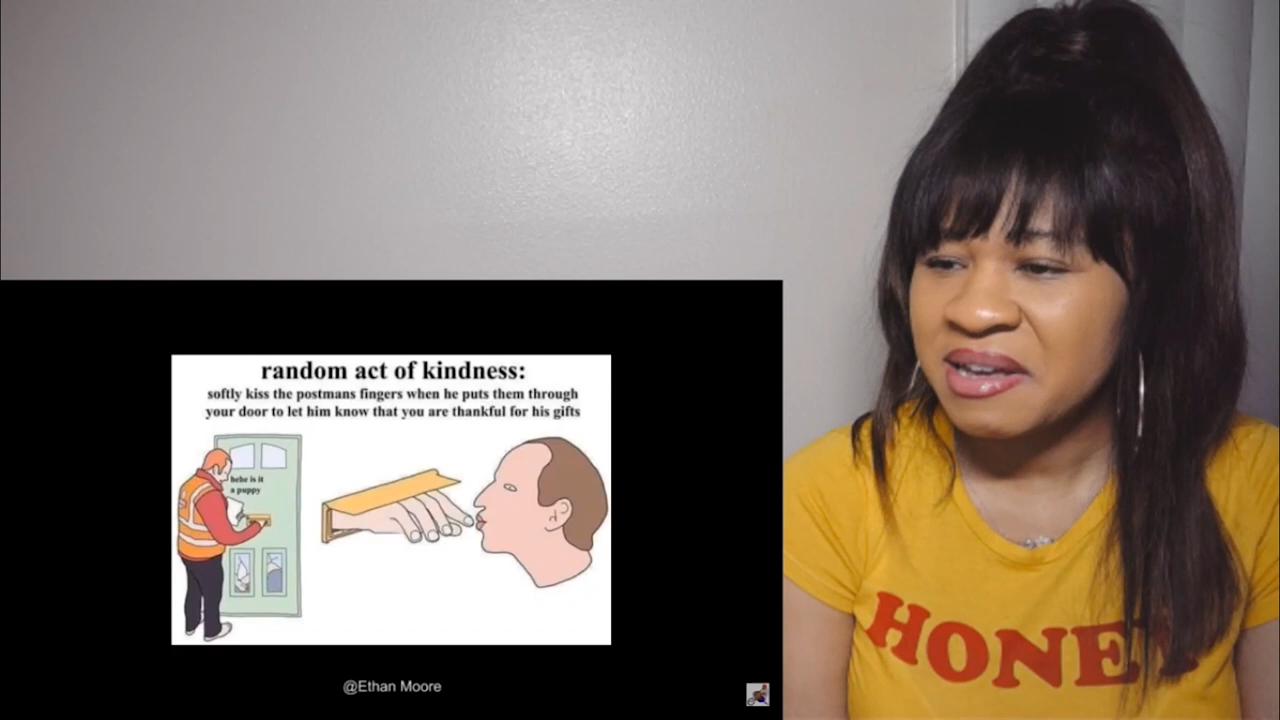 random act of kindness:
softly kiss the postmans fingers when he puts them through
your door to let him know that you are thankful for his gifts
hehe is it
a puppy
@Ethan Moore
HONEY